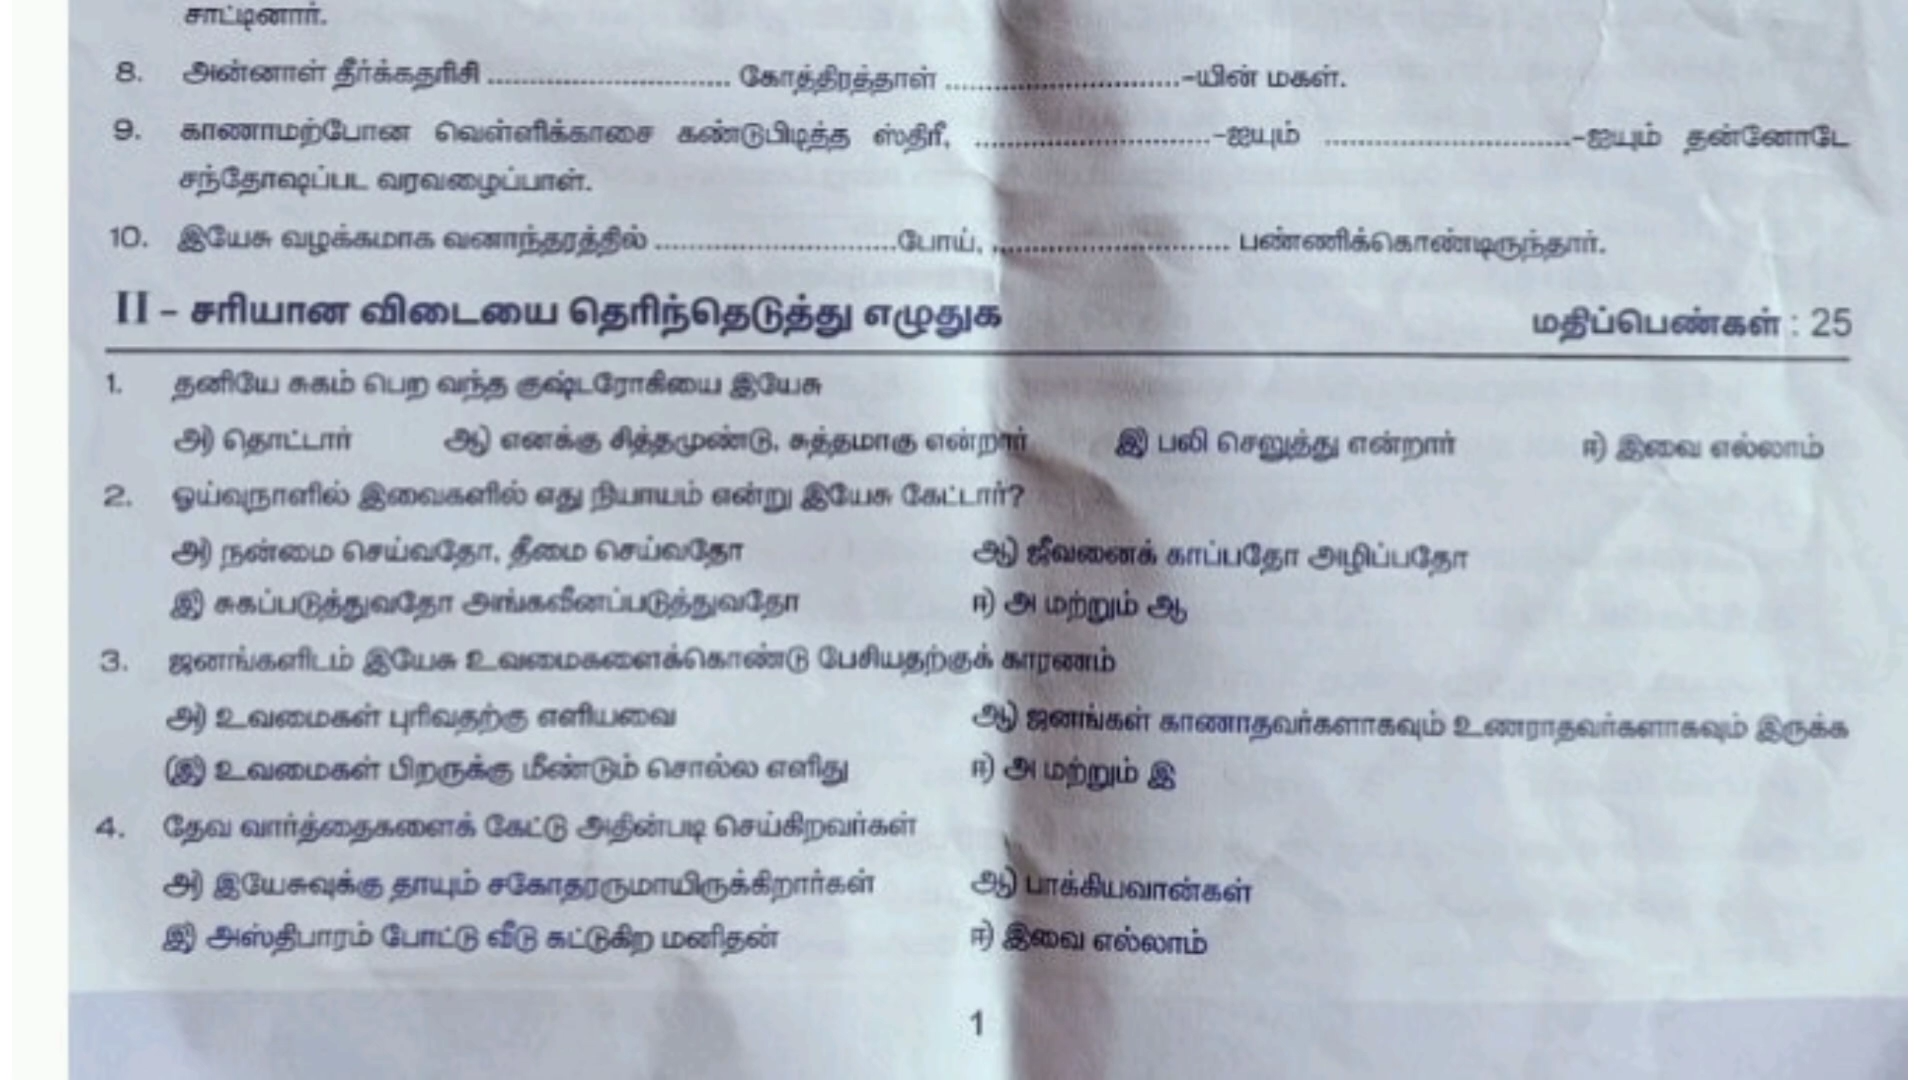 சாட்டினார்.
8. அன்னாள் தீர்க்கதரிசி ............................ கோத்திரத்தாள் ............................-யின் மகள்.
9. காணாமற்போன வெள்ளிக்காசை கண்டுபிடித்த ஸ்திரீ, ............................-ஐயும் ............................-ஐயும் தன்னோடே
சந்தோஷப்பட வரவழைப்பாள்.
10. இயேசு வழக்கமாக வனாந்தரத்தில் ............................போய், ............................ பண்ணிக்கொண்டிருந்தார்.
II - சரியான விடையை தெரிந்தெடுத்து எழுதுக மதிப்பெண்கள் : 25
1. தனியே சுகம் பெற வந்த குஷ்டரோகியை இயேசு
அ) தொட்டார் ஆ) எனக்கு சித்தமுண்டு, சுத்தமாகு என்றார் இ) பலி செலுத்து என்றார் ஈ) இவை எல்லாம்
2. ஓய்வுநாளில் இவைகளில் எது நியாயம் என்று இயேசு கேட்டார்?
அ) நன்மை செய்வதோ, தீமை செய்வதோ ஆ) ஜீவனைக் காப்பதோ அழிப்பதோ
இ) சுகப்படுத்துவதோ அங்கவீனப்படுத்துவதோ ஈ) அ மற்றும் ஆ
3. ஜனங்களிடம் இயேசு உவமைகளைக்கொண்டு பேசியதற்குக் காரணம்
அ) உவமைகள் புரிவதற்கு எளியவை ஆ) ஜனங்கள் காணாதவர்களாகவும் உணராதவர்களாகவும் இருக்க
(இ) உவமைகள் பிறருக்கு மீண்டும் சொல்ல எளிது ஈ) அ மற்றும் இ
4. தேவ வார்த்தைகளைக் கேட்டு அதின்படி செய்கிறவர்கள்
அ) இயேசுவுக்கு தாயும் சகோதரருமாயிருக்கிறார்கள் ஆ) பாக்கியவான்கள்
இ) அஸ்திபாரம் போட்டு வீடு கட்டுகிற மனிதன் ஈ) இவை எல்லாம்
1